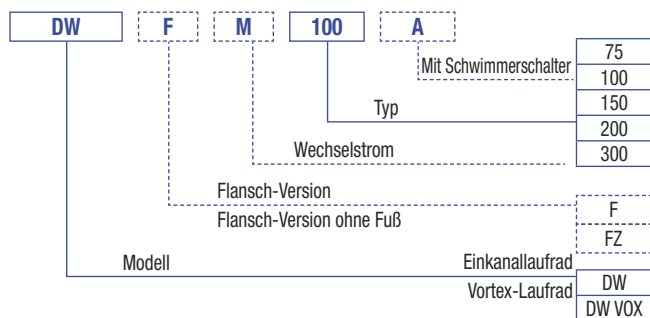 DW F M 100 A
75
Mit Schwimmerschalter
100
150
Typ
200
Wechselstrom
300
Flansch-Version
F
Flansch-Version ohne Fuß
FZ
Modell
Einkanallaufrad
DW
Vortex-Laufrad
DW VOX